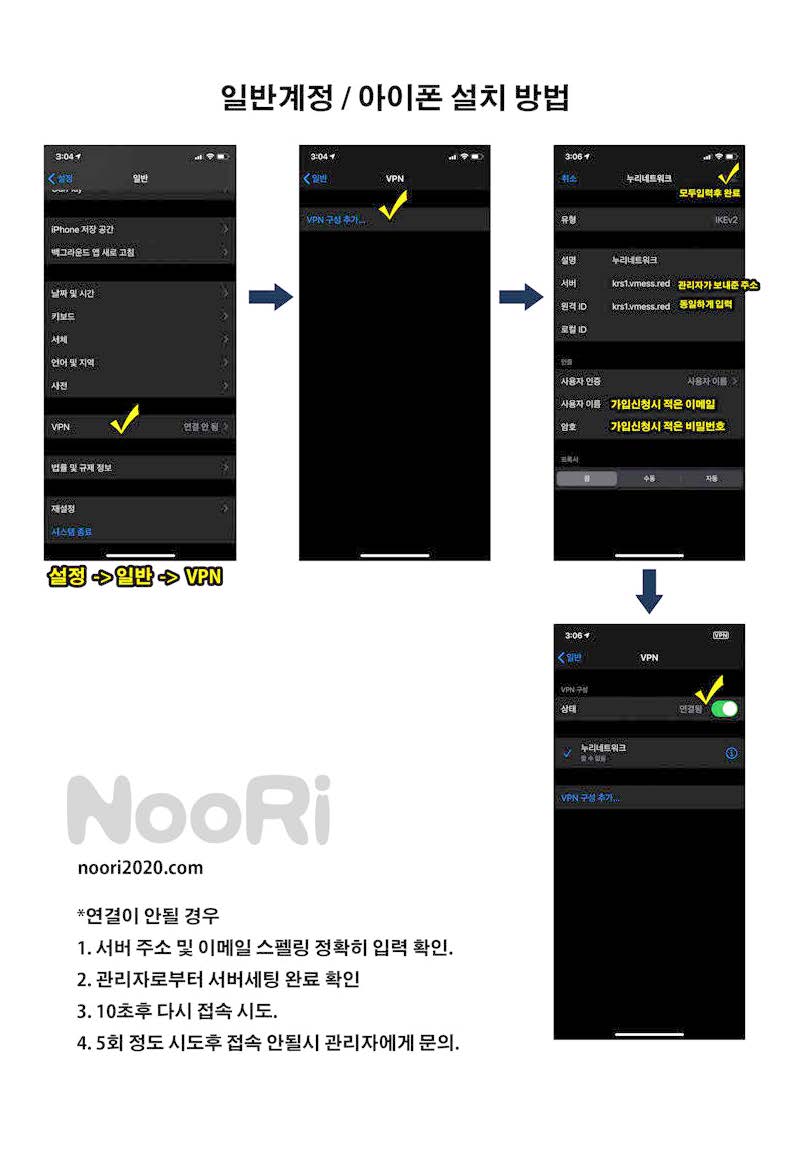 일반계정 / 아이폰 설치 방법
3:04
설정
일반
iPhone 저장 공간
백그라운드 앱 새로 고침
날짜 및 시간
키보드
서체
언어 및 지역
사전
VPN
연결 안 됨
법률 및 규제 정보
재설정
시스템 종료
설정 -> 일반 -> VPN
3:04
일반
VPN
VPN 구성 추가...
3:06
취소
누리네트워크
모두입력후 완료
유형
IKEv2
설명 누리네트워크
서버 krs1.vmess.red 관리자가 보내준 주소
원격 ID krs1.vmess.red 동일하게 입력
로컬 ID
인증
사용자 인증 사용자 이름
사용자 이름 가입신청시 적은 이메일
암호 가입신청시 적은 비밀번호
프록시
끔 수동 자동
3:06
VPN
일반
VPN
VPN 구성
상태 연결됨
누리네트워크
알 수 없음
VPN 구성 추가...
NooRi
noori2020.com
*연결이 안될 경우
1. 서버 주소 및 이메일 스펠링 정확히 입력 확인.
2. 관리자로부터 서버세팅 완료 확인
3. 10초후 다시 접속 시도.
4. 5회 정도 시도후 접속 안될시 관리자에게 문의.